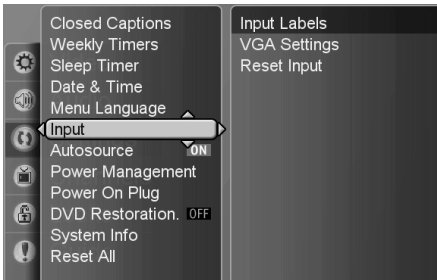 Closed Captions
Weekly Timers
Sleep Timer
Date & Time
Menu Language
Input
Autosource ON
Power Management
Power On Plug
DVD Restoration. OFF
System Info
Reset All
Input Labels
VGA Settings
Reset Input